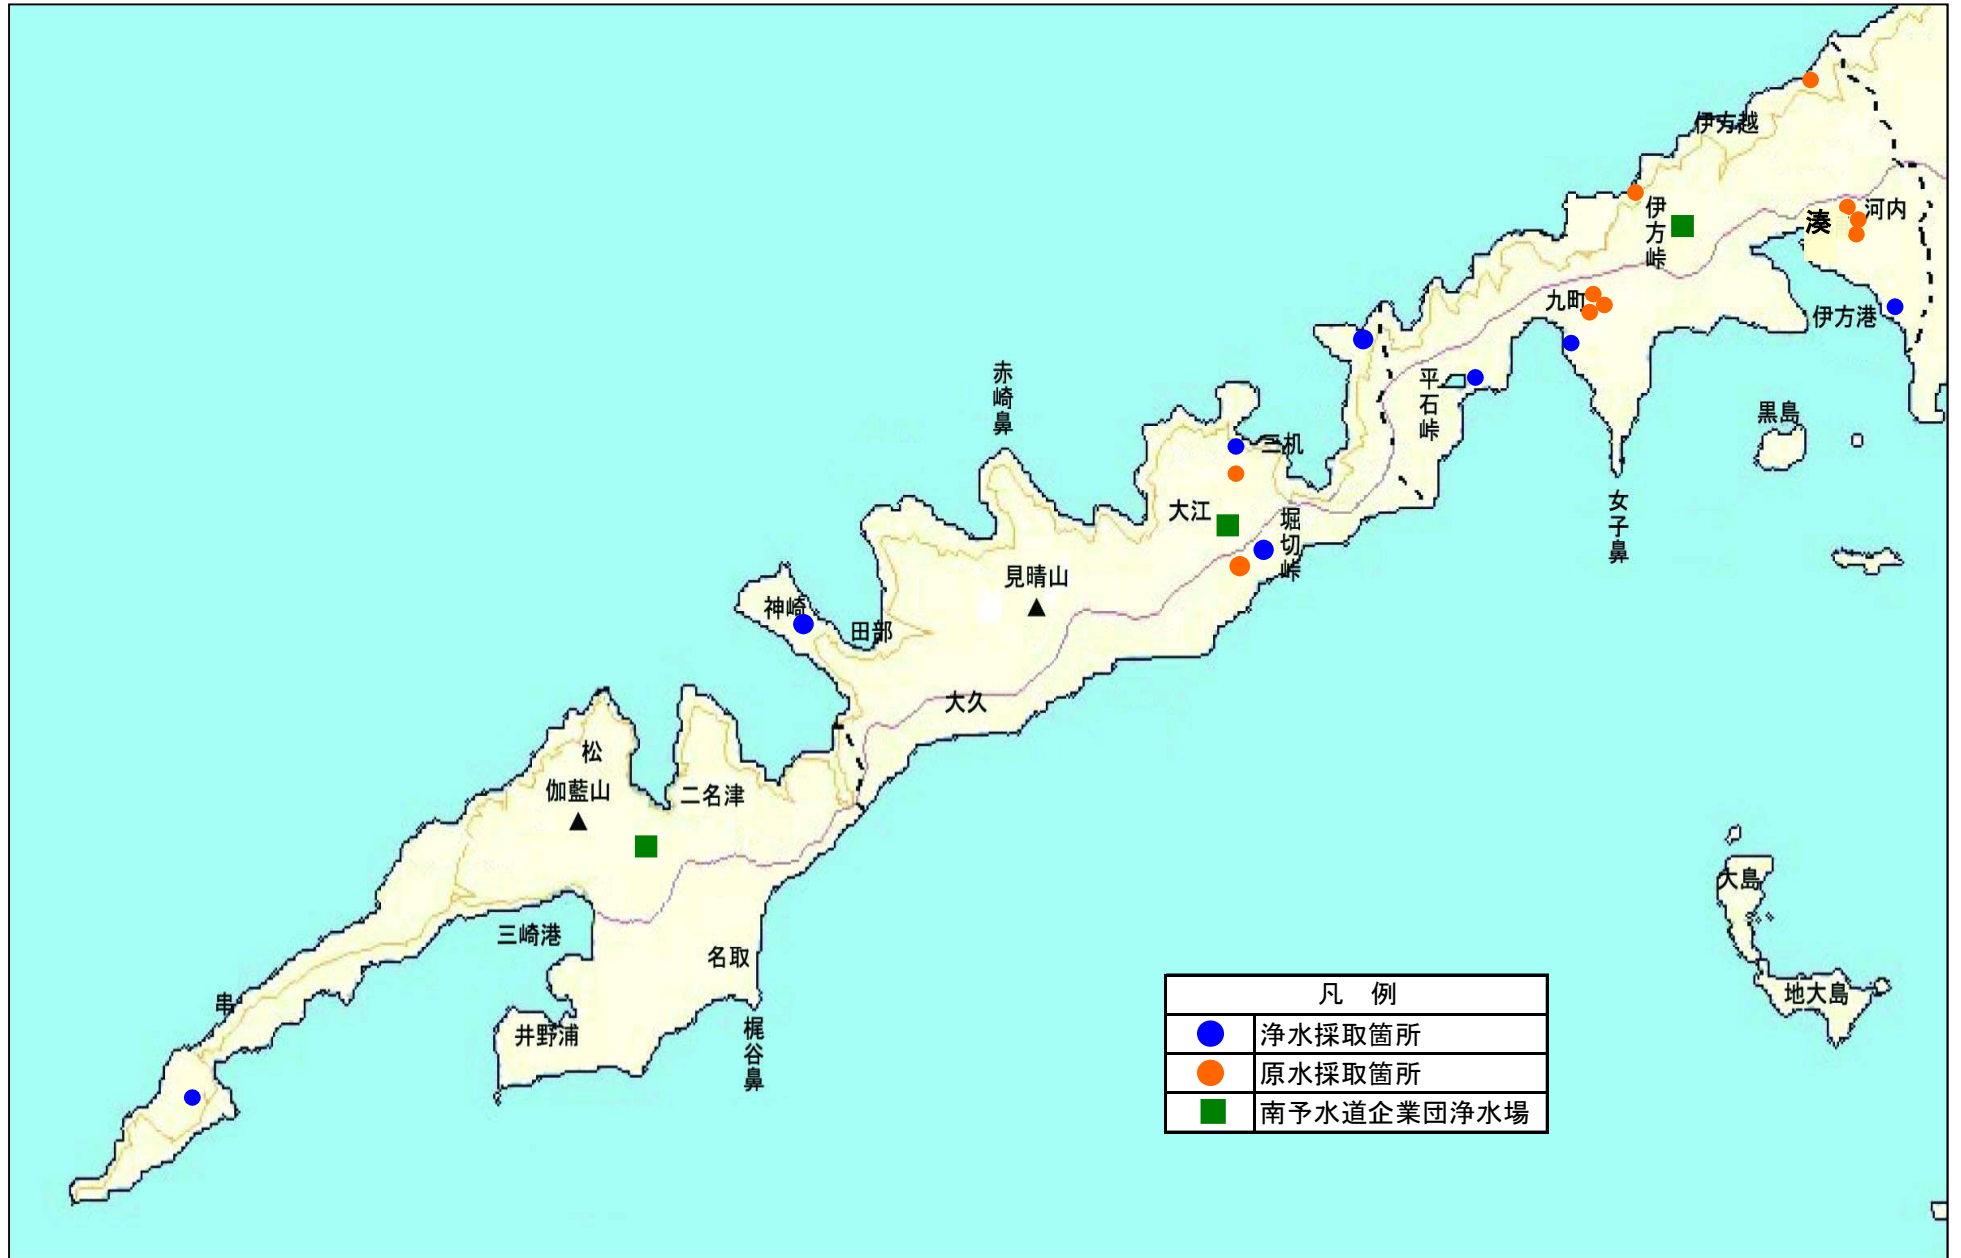 伊方越
伊方峠
湊
河内
九町
伊方港
平石峠
赤崎鼻
黒島
三机
女子鼻
大江
堀切峠
見晴山
神崎
田部
大久
松
伽藍山
二名津
大島
三崎港
名取
串
井野浦
梶谷鼻
地大島
凡 例
浄水採取箇所
原水採取箇所
南予水道企業団浄水場